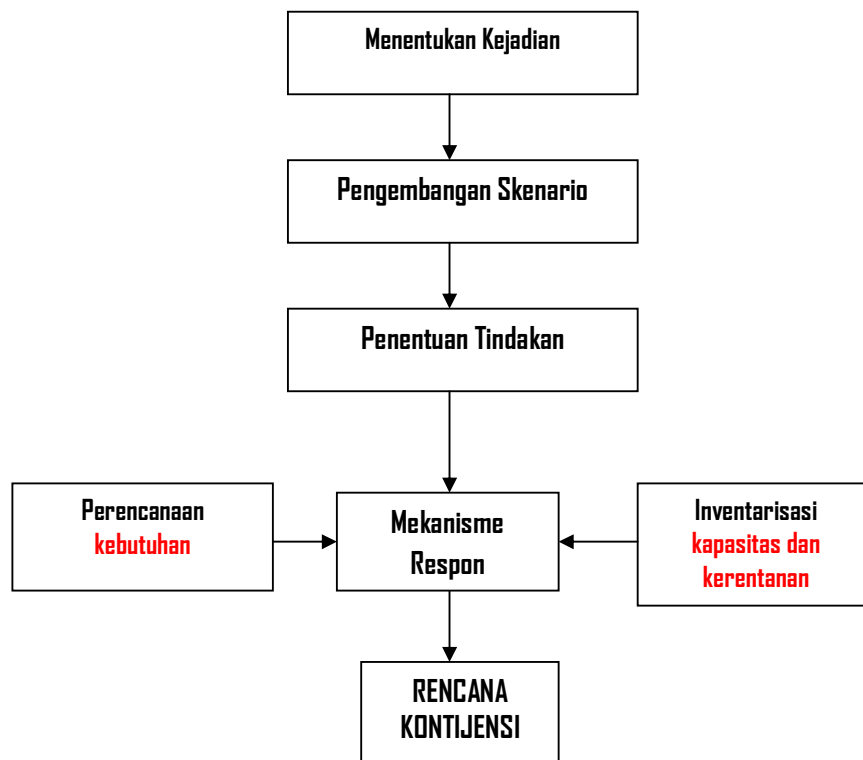 Menentukan Kejadian
Pengembangan Skenario
Penentuan Tindakan
Perencanaan
kebutuhan
Mekanisme
Respon
Inventarisasi
kapasitas dan
kerentanan
RENCANA
KONTIJENSI